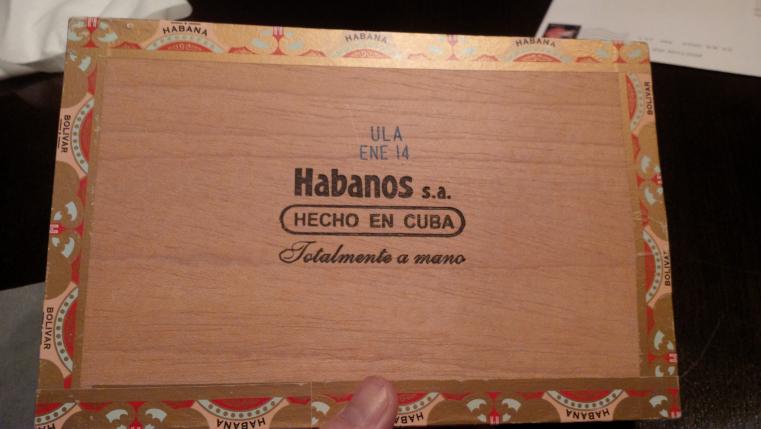 HABANA
HABANA
HABANA
BOLIVAR
BOLIVAR
ULA
ENE 14
Habanos s.a.
HECHO EN CUBA
Totalmente a mano
BOLIVAR
BOLIVAR
HABANA
HABANA
HABANA